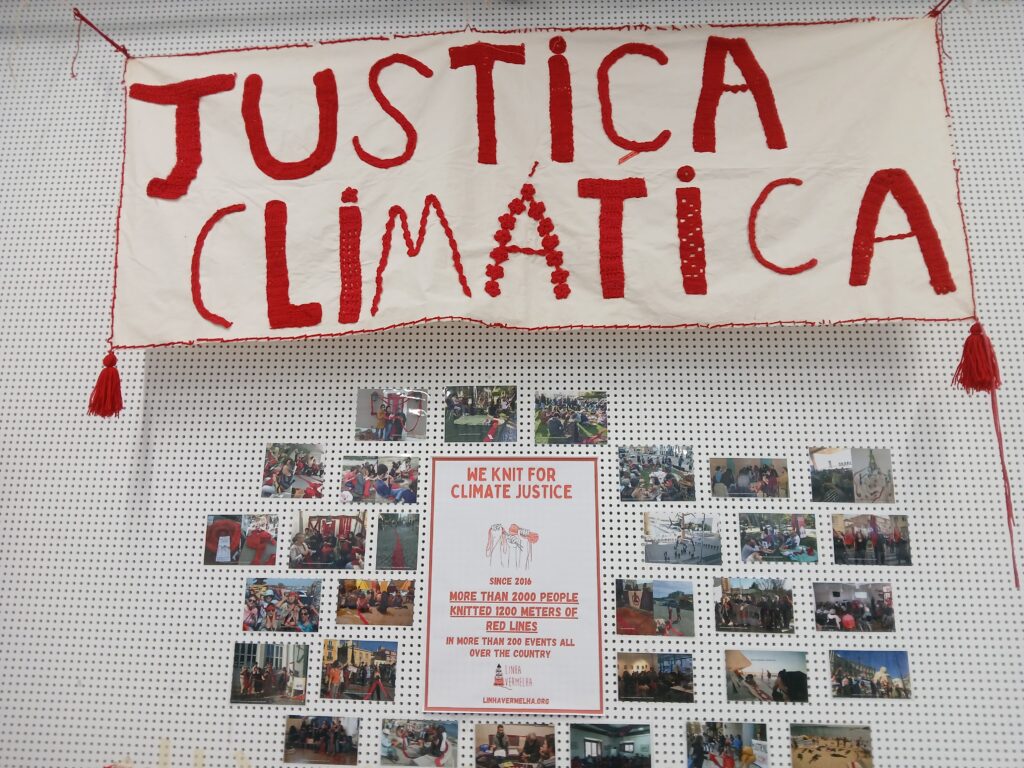 JUSTIÇA
CLIMÁTICA
WE KNIT FOR
CLIMATE JUSTICE
SINCE 2016
MORE THAN 2000 PEOPLE
KNITTED 1200 METERS OF
RED LINES
IN MORE THAN 200 EVENTS ALL
OVER THE COUNTRY
LINHA
VERMELHA
LINHAVERMELHA.ORG